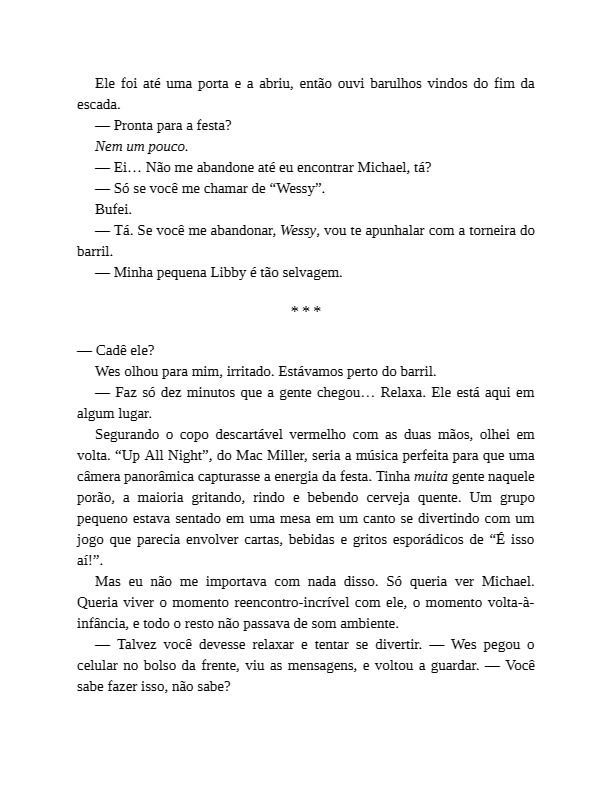 Ele foi até uma porta e a abriu, então ouvi barulhos vindos do fim da
escada.
— Pronta para a festa?
Nem um pouco.
— Ei… Não me abandone até eu encontrar Michael, tá?
— Só se você me chamar de “Wessy”.
Bufei.
— Tá. Se você me abandonar, Wessy, vou te apunhalar com a torneira do
barril.
— Minha pequena Libby é tão selvagem.
* * *
— Cadê ele?
Wes olhou para mim, irritado. Estávamos perto do barril.
— Faz só dez minutos que a gente chegou… Relaxa. Ele está aqui em
algum lugar.
Segurando o copo descartável vermelho com as duas mãos, olhei em
volta. “Up All Night”, do Mac Miller, seria a música perfeita para que uma
câmera panorâmica capturasse a energia da festa. Tinha muita gente naquele
porão, a maioria gritando, rindo e bebendo cerveja quente. Um grupo
pequeno estava sentado em uma mesa em um canto se divertindo com um
jogo que parecia envolver cartas, bebidas e gritos esporádicos de “É isso
aí!”.
Mas eu não me importava com nada disso. Só queria ver Michael.
Queria viver o momento reencontro-incrível com ele, o momento volta-à-
infância, e todo o resto não passava de som ambiente.
— Talvez você devesse relaxar e tentar se divertir. — Wes pegou o
celular no bolso da frente, viu as mensagens, e voltou a guardar. — Você
sabe fazer isso, não sabe?